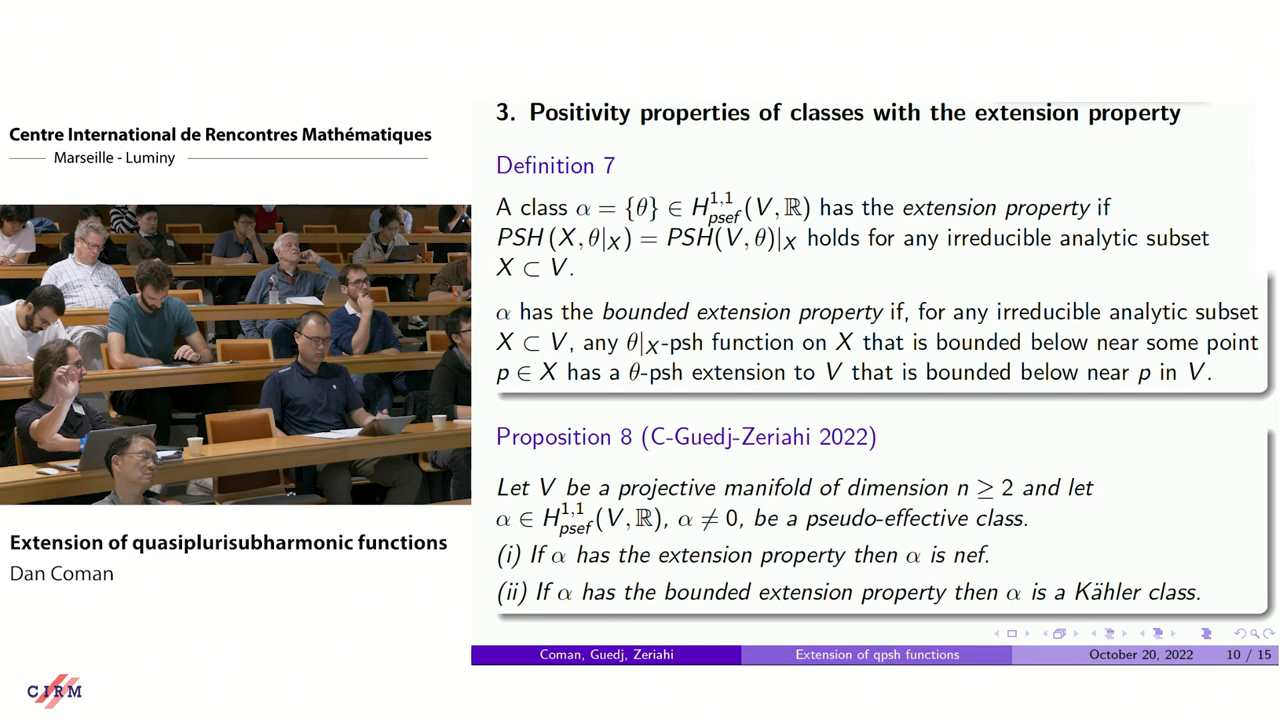 Centre International de Rencontres Mathématiques
Marseille - Luminy
Extension of quasiplurisubharmonic functions
Dan Coman
CIRM
3. Positivity properties of classes with the extension property
Definition 7
A class α = {θ} ∈ H^{1,1}_{psef}(V, ℝ) has the extension property if
PSH(X, θ|_X) = PSH(V, θ)|_X holds for any irreducible analytic subset
X ⊂ V.
α has the bounded extension property if, for any irreducible analytic subset
X ⊂ V, any θ|_X-psh function on X that is bounded below near some point
p ∈ X has a θ-psh extension to V that is bounded below near p in V.
Proposition 8 (C-Guedj-Zeriahi 2022)
Let V be a projective manifold of dimension n ≥ 2 and let
α ∈ H^{1,1}_{psef}(V, ℝ), α ≠ 0, be a pseudo-effective class.
(i) If α has the extension property then α is nef.
(ii) If α has the bounded extension property then α is a Kähler class.
Coman, Guedj, Zeriahi Extension of qpsh functions October 20, 2022 10 / 15